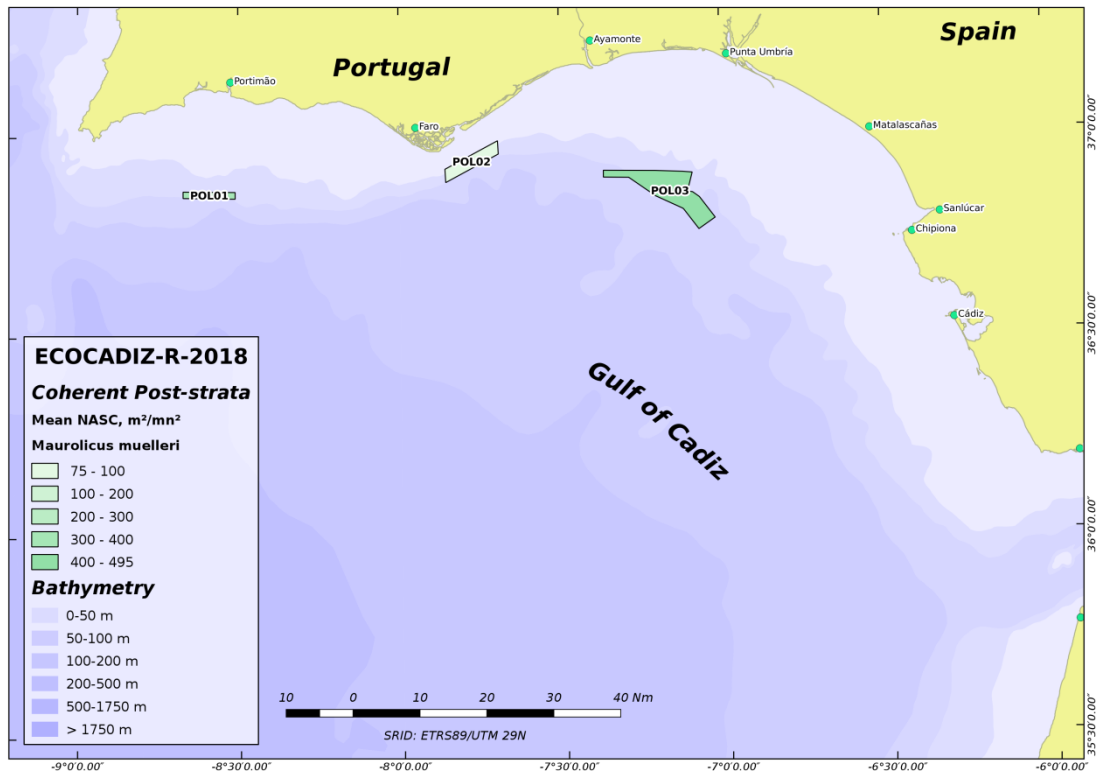 Spain
Portugal
Ayamonte
Punta Umbría
Portimão
Matalascañas
Faro
POL02
POL01
POL03
Sanlúcar
Chipiona
Cádiz
Gulf of Cadiz
ECOCADIZ-R-2018
Coherent Post-strata
Mean NASC, m²/mn²
Maurolicus muelleri
75 - 100
100 - 200
200 - 300
300 - 400
400 - 495
Bathymetry
0-50 m
50-100 m
100-200 m
200-500 m
500-1750 m
> 1750 m
10 0 10 20 30 40 Nm
SRID: ETRS89/UTM 29N
37°0'0.00"
36°30'0.00"
36°0'0.00"
35°30'0.00"
-9°0'0.00" -8°30'0.00" -8°0'0.00" -7°30'0.00" -7°0'0.00" -6°30'0.00" -6°0'0.00"